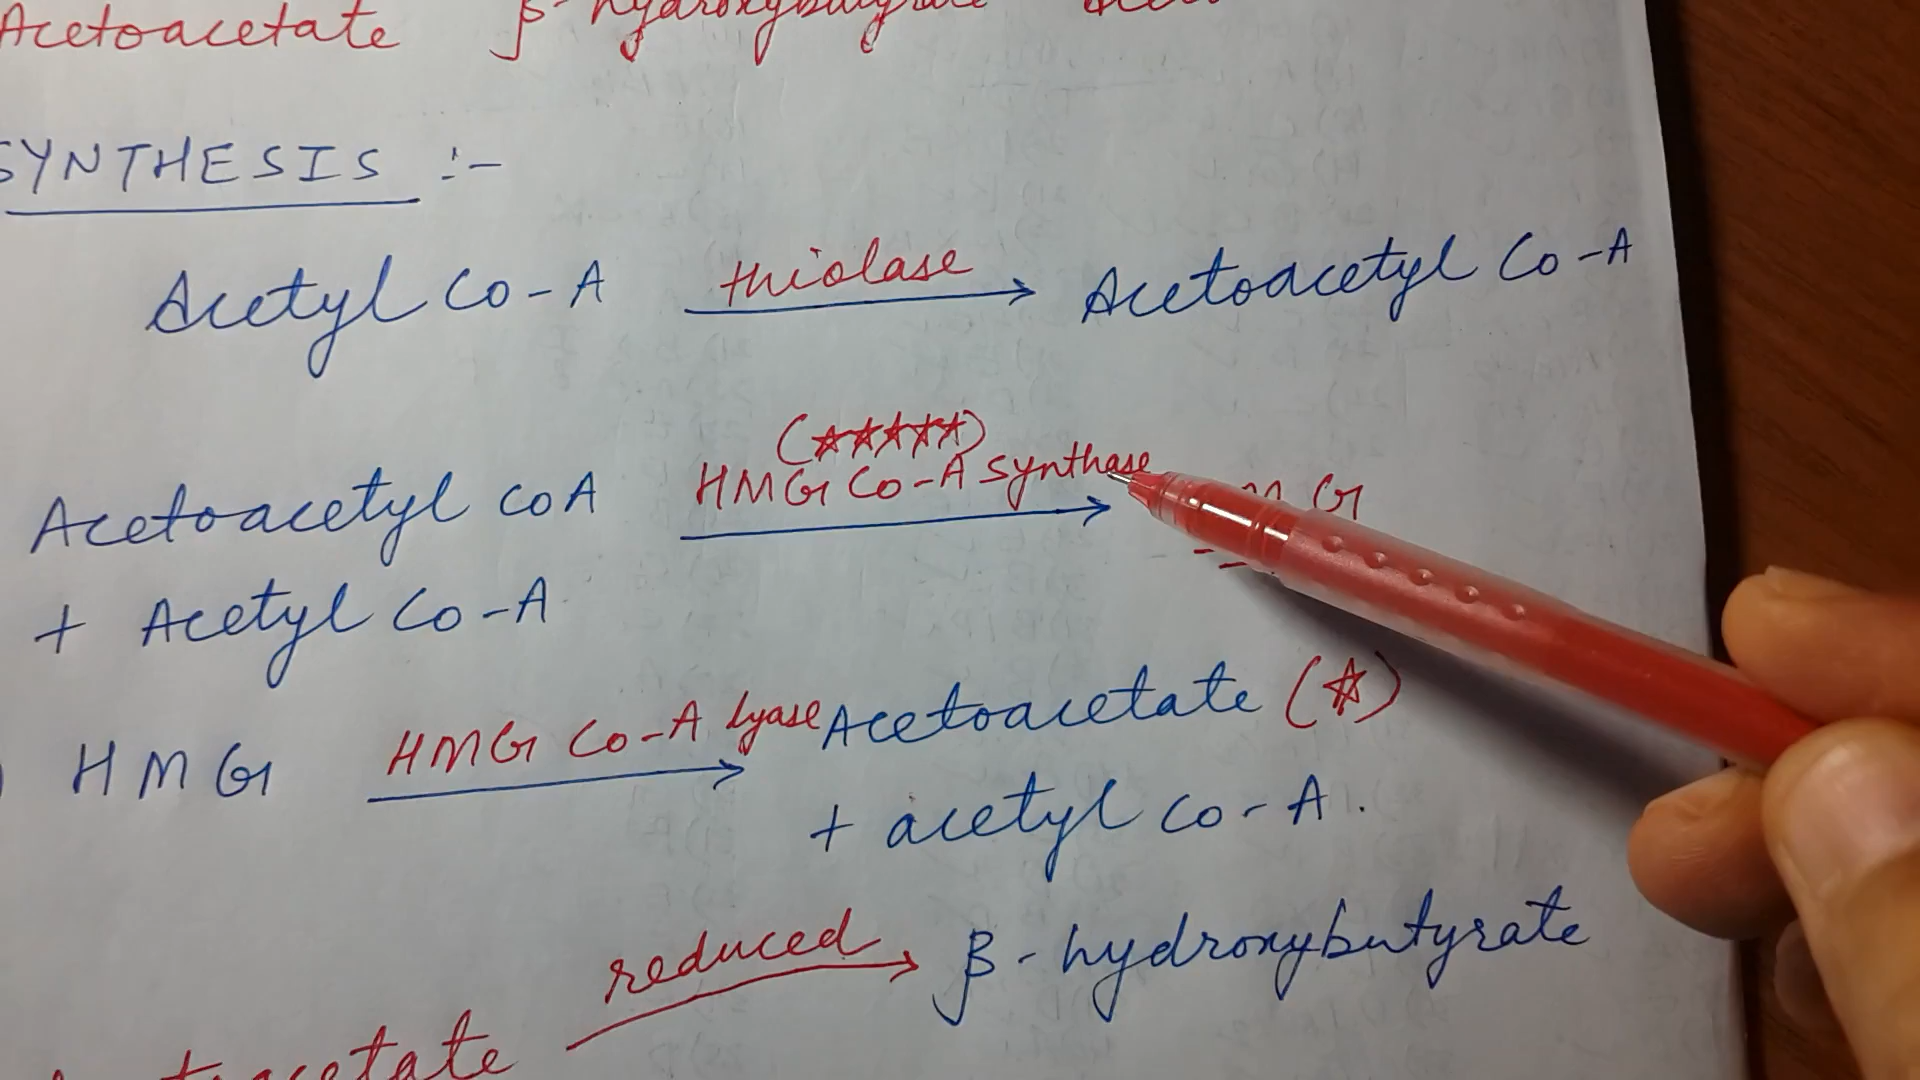 Acetoacetate β-hydroxybutyrate
SYNTHESIS :-
Acetyl Co-A thiolase Acetoacetyl Co-A
(★★★★★)
Acetoacetyl CoA HMG Co-A synthase
+ Acetyl Co-A
HMG HMG Co-A lyase Acetoacetate (☆)
+ acetyl Co-A.
reduced β-hydroxybutyrate